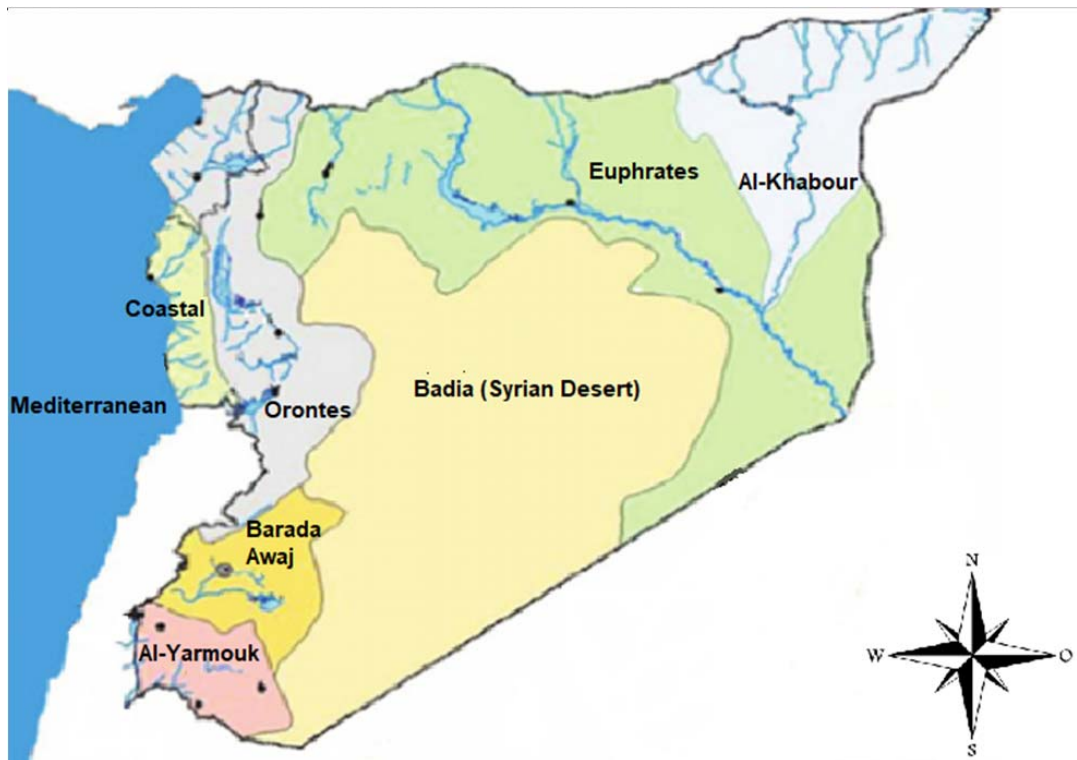 Euphrates
Al-Khabour
Coastal
Mediterranean
Orontes
Badia (Syrian Desert)
Barada
Awaj
Al-Yarmouk
N
W
O
S